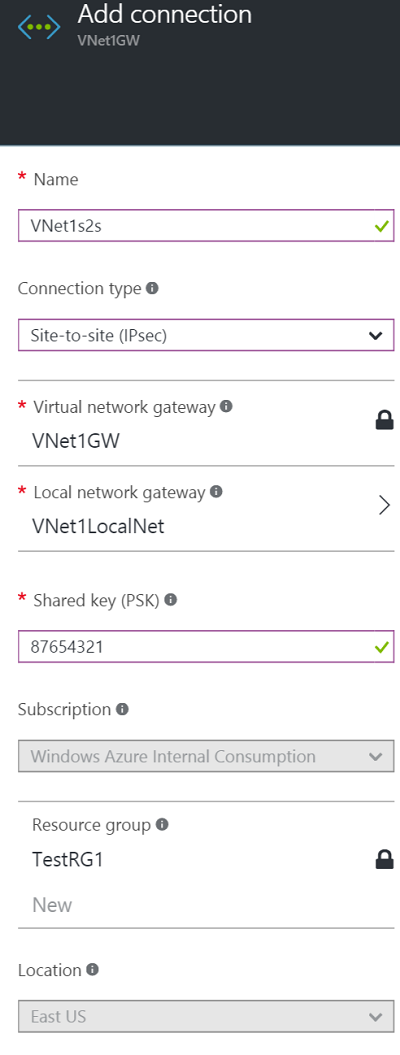 Add connection
VNet1GW
* Name
VNet1s2s
Connection type
Site-to-site (IPsec)
* Virtual network gateway
VNet1GW
* Local network gateway
VNet1LocalNet
* Shared key (PSK)
87654321
Subscription
Windows Azure Internal Consumption
Resource group
TestRG1
New
Location
East US